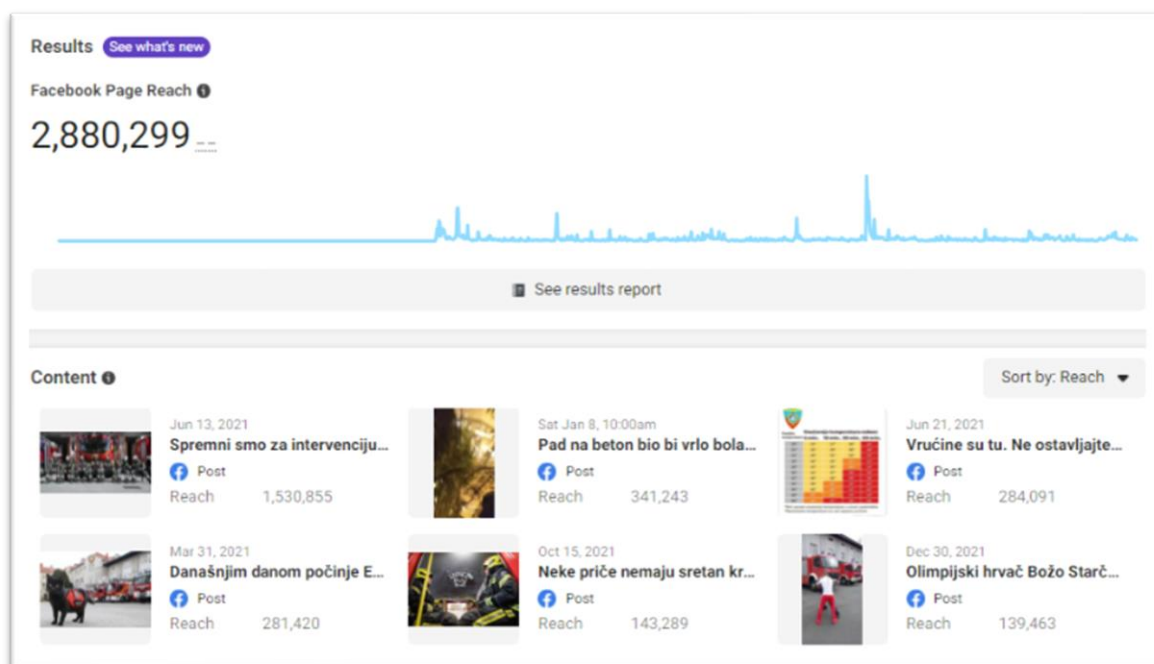 Results See what's new
Facebook Page Reach
2,880,299 --
See results report
Content
Sort by: Reach
Jun 13, 2021
Spremni smo za intervenciju...
Post
Reach 1,530,855
Sat Jan 8, 10:00am
Pad na beton bio bi vrlo bola...
Post
Reach 341,243
Jun 21, 2021
Vrućine su tu. Ne ostavljajte...
Post
Reach 284,091
Mar 31, 2021
Današnjim danom počinje E...
Post
Reach 281,420
Oct 15, 2021
Neke priče nemaju sretan kr...
Post
Reach 143,289
Dec 30, 2021
Olimpijski hrvač Božo Starč...
Post
Reach 139,463